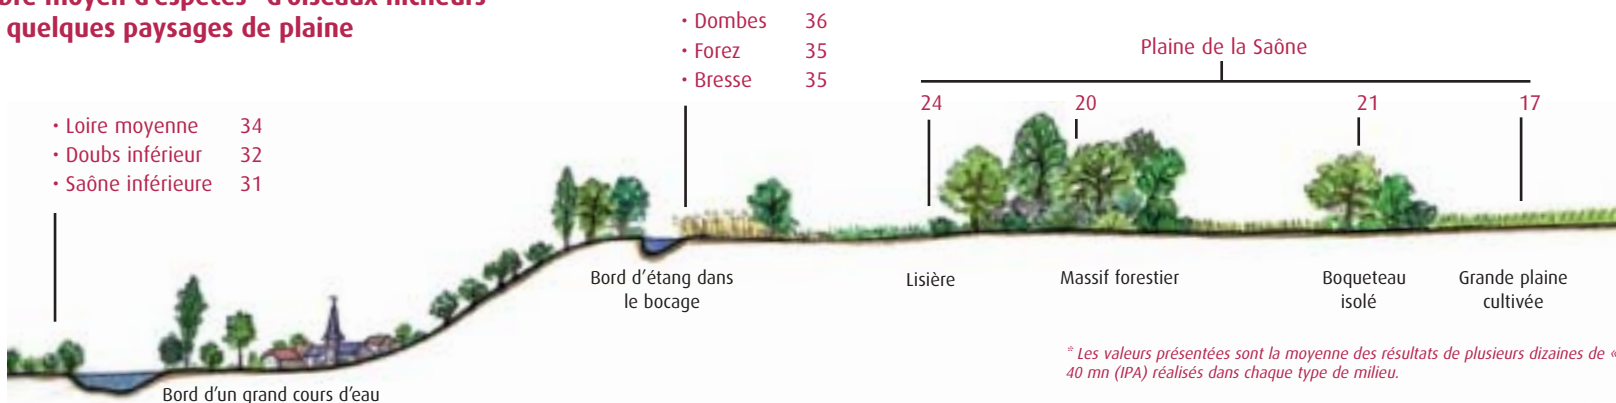 quelques paysages de plaine
• Dombes 36
• Forez 35
• Bresse 35
Plaine de la Saône
24 20 21 17
• Loire moyenne 34
• Doubs inférieur 32
• Saône inférieure 31
Bord d'étang dans
le bocage
Lisière
Massif forestier
Boqueteau
isolé
Grande plaine
cultivée
Bord d'un grand cours d'eau
* Les valeurs présentées sont la moyenne des résultats de plusieurs dizaines de «
40 mn (IPA) réalisés dans chaque type de milieu.